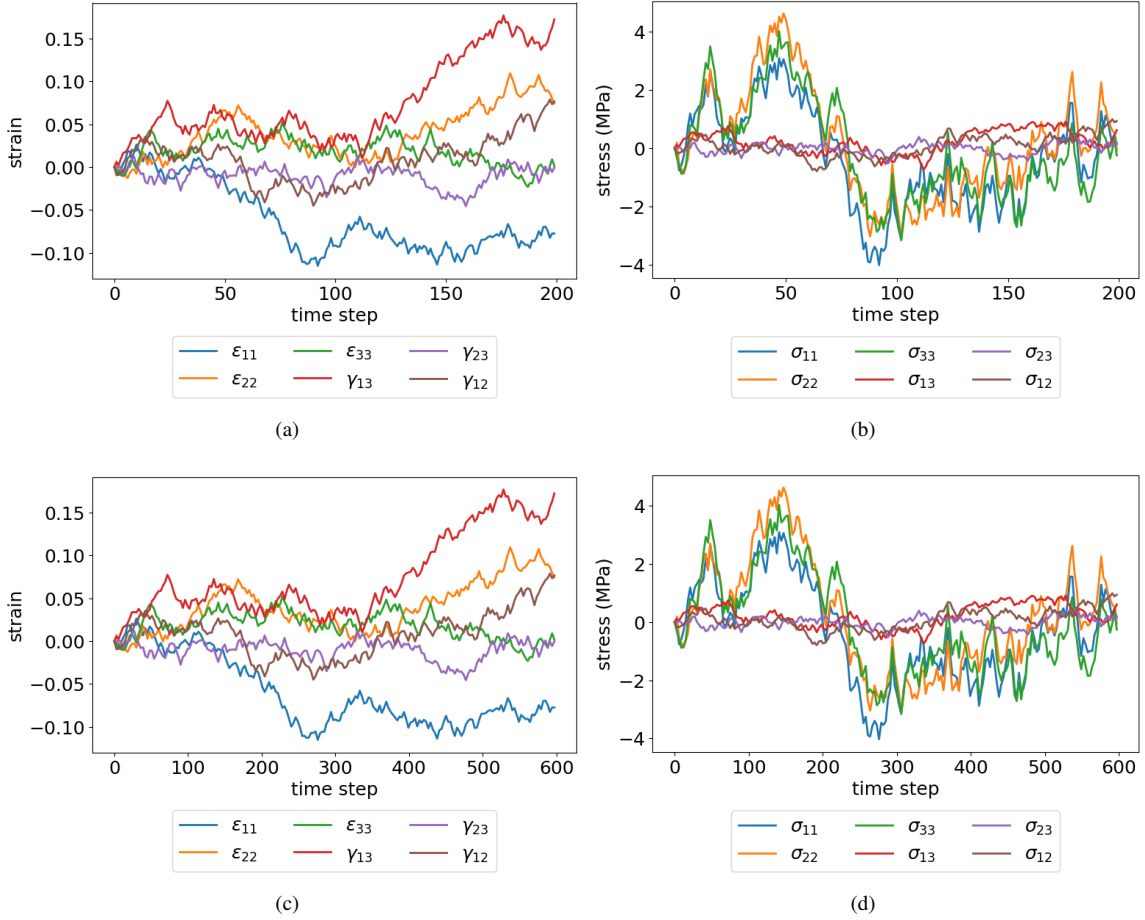 0.15
0.10
0.05
0.00
−0.05
−0.10
strain
0 50 100 150 200
time step
ε11 ε33 γ23
ε22 γ13 γ12
(a)
4
2
0
−2
−4
stress (MPa)
0 50 100 150 200
time step
σ11 σ33 σ23
σ22 σ13 σ12
(b)
0.15
0.10
0.05
0.00
−0.05
−0.10
strain
0 100 200 300 400 500 600
time step
ε11 ε33 γ23
ε22 γ13 γ12
(c)
4
2
0
−2
−4
stress (MPa)
0 100 200 300 400 500 600
time step
σ11 σ33 σ23
σ22 σ13 σ12
(d)